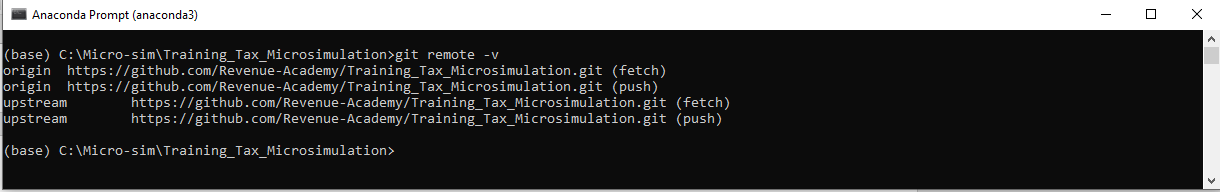 Anaconda Prompt (anaconda3)
(base) C:\Micro-sim\Training_Tax_Microsimulation>git remote -v
origin  https://github.com/Revenue-Academy/Training_Tax_Microsimulation.git (fetch)
origin  https://github.com/Revenue-Academy/Training_Tax_Microsimulation.git (push)
upstream        https://github.com/Revenue-Academy/Training_Tax_Microsimulation.git (fetch)
upstream        https://github.com/Revenue-Academy/Training_Tax_Microsimulation.git (push)
(base) C:\Micro-sim\Training_Tax_Microsimulation>